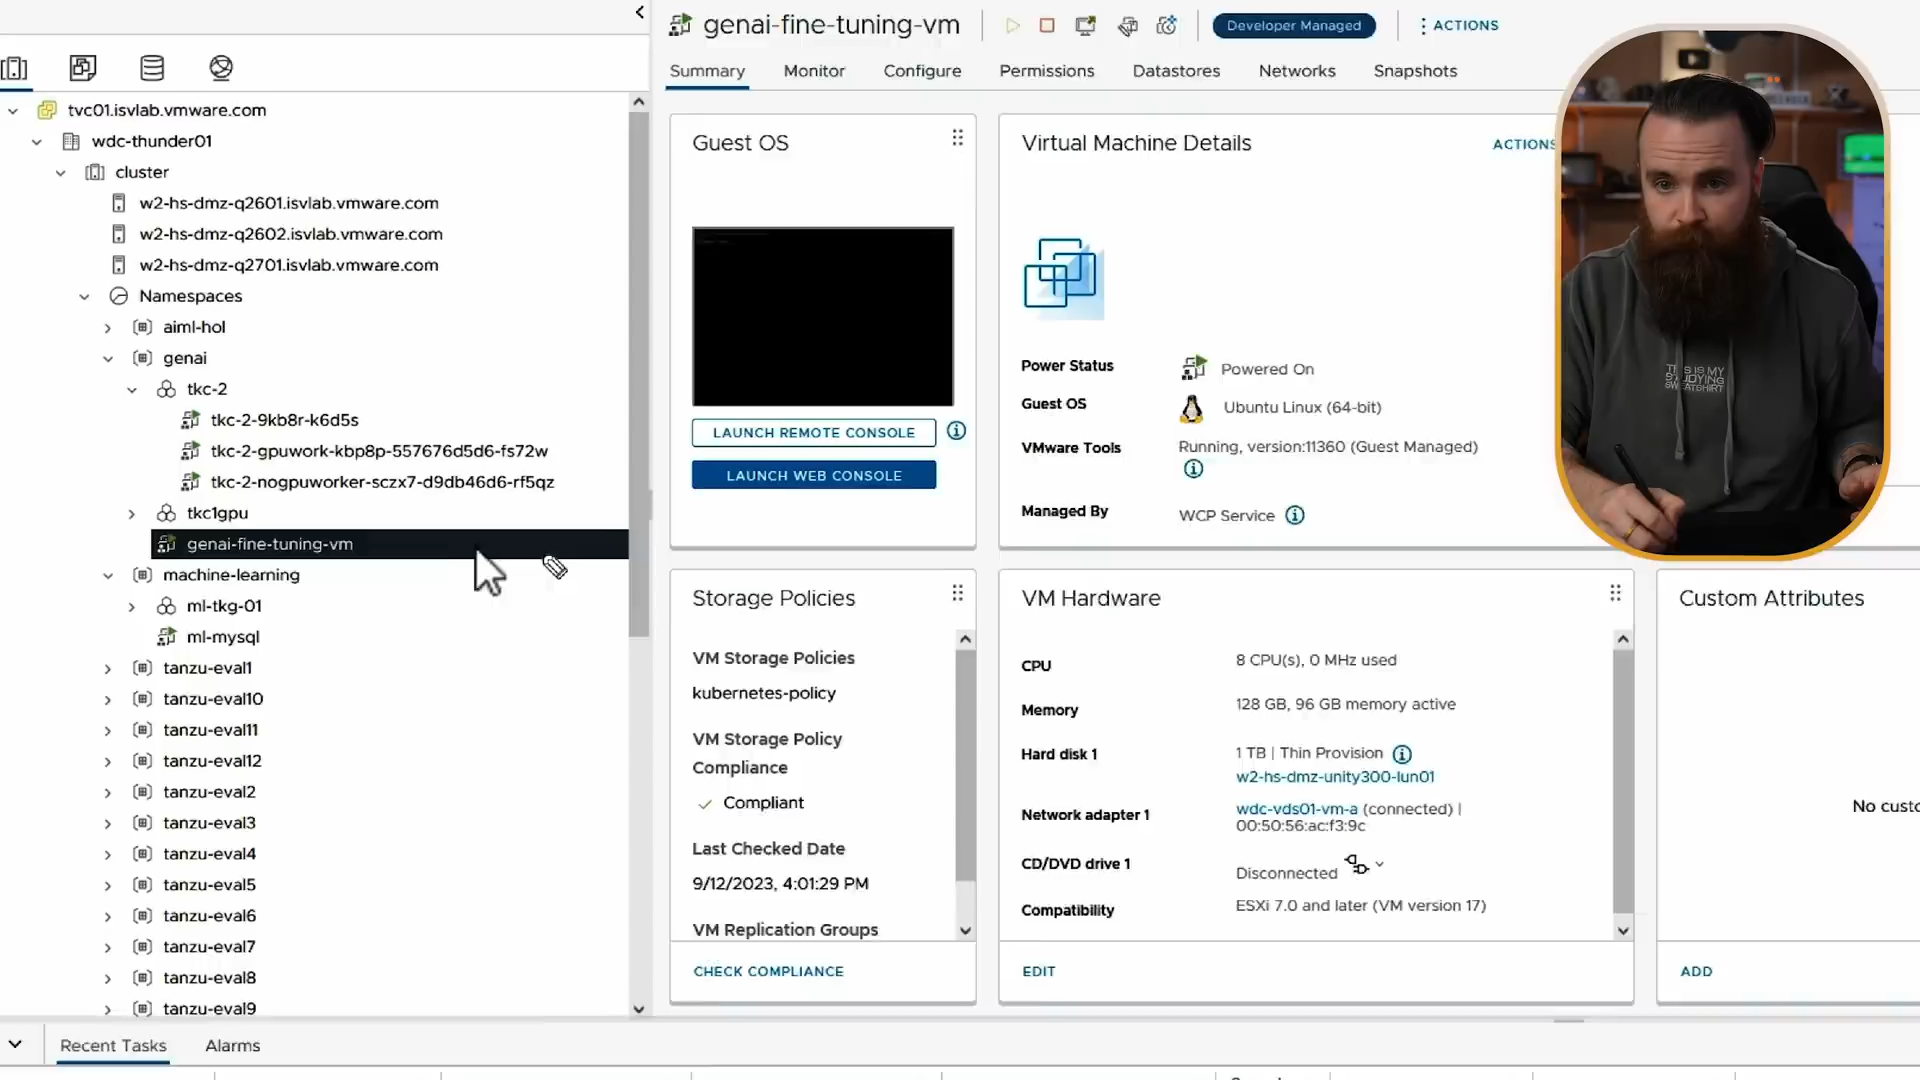 genai-fine-tuning-vm
Developer Managed
ACTIONS
Summary
Monitor
Configure
Permissions
Datastores
Networks
Snapshots
tvc01.isvlab.vmware.com
wdc-thunder01
cluster
w2-hs-dmz-q2601.isvlab.vmware.com
w2-hs-dmz-q2602.isvlab.vmware.com
w2-hs-dmz-q2701.isvlab.vmware.com
Namespaces
aiml-hol
genai
tkc-2
tkc-2-9kb8r-k6d5s
tkc-2-gpuwork-kbp8p-557676d5d6-fs72w
tkc-2-nogpuworker-sczx7-d9db46d6-rf5qz
tkc1gpu
genai-fine-tuning-vm
machine-learning
ml-tkg-01
ml-mysql
tanzu-eval1
tanzu-eval10
tanzu-eval11
tanzu-eval12
tanzu-eval2
tanzu-eval3
tanzu-eval4
tanzu-eval5
tanzu-eval6
tanzu-eval7
tanzu-eval8
tanzu-eval9
Guest OS
LAUNCH REMOTE CONSOLE
LAUNCH WEB CONSOLE
Virtual Machine Details
ACTIONS
Power Status
Powered On
Guest OS
Ubuntu Linux (64-bit)
VMware Tools
Running, version:11360 (Guest Managed)
Managed By
WCP Service
THIS IS MY
STUDYING
SWEATSHIRT
Storage Policies
VM Storage Policies
kubernetes-policy
VM Storage Policy
Compliance
Compliant
Last Checked Date
9/12/2023, 4:01:29 PM
VM Replication Groups
CHECK COMPLIANCE
VM Hardware
CPU
8 CPU(s), 0 MHz used
Memory
128 GB, 96 GB memory active
Hard disk 1
1 TB | Thin Provision
w2-hs-dmz-unity300-lun01
Network adapter 1
wdc-vds01-vm-a (connected) |
00:50:56:ac:f3:9c
CD/DVD drive 1
Disconnected
Compatibility
ESXi 7.0 and later (VM version 17)
EDIT
Custom Attributes
No custo
ADD
Recent Tasks
Alarms